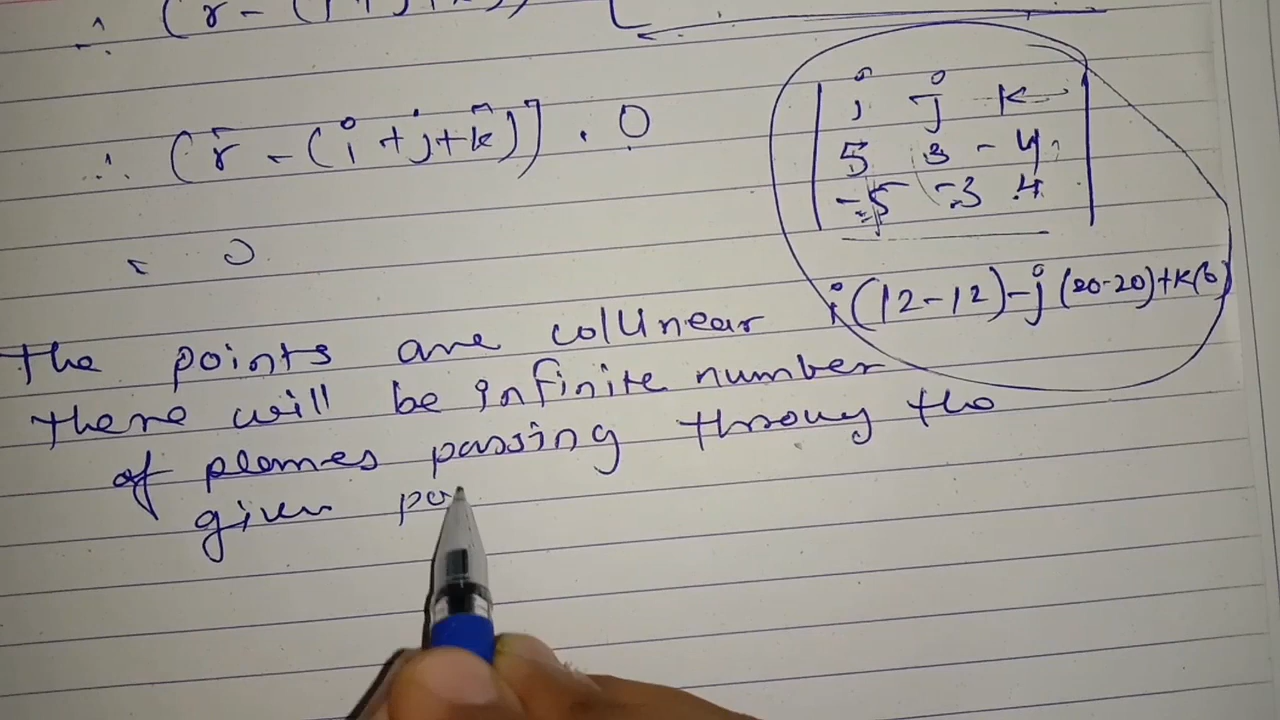 ∴ (r̄ - (i + j + k̂)] . 0
= 0
i j k
5 3 -4
-5 -3 4
i(12-12)-j(20-20)+k(0)
The points are collinear
there will be infinite number
of planes passing throug the
given po